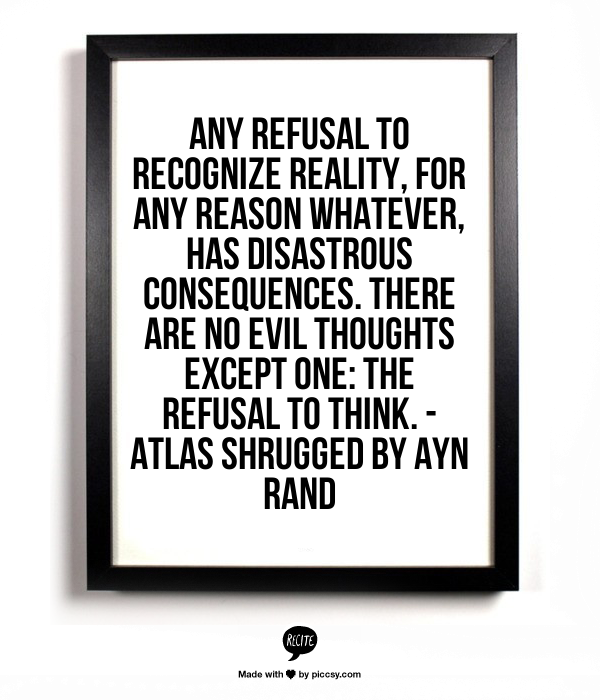 ANY REFUSAL TO
RECOGNIZE REALITY, FOR
ANY REASON WHATEVER,
HAS DISASTROUS
CONSEQUENCES. THERE
ARE NO EVIL THOUGHTS
EXCEPT ONE: THE
REFUSAL TO THINK. -
ATLAS SHRUGGED BY AYN
RAND
RECITE
Made with ♥ by piccsy.com